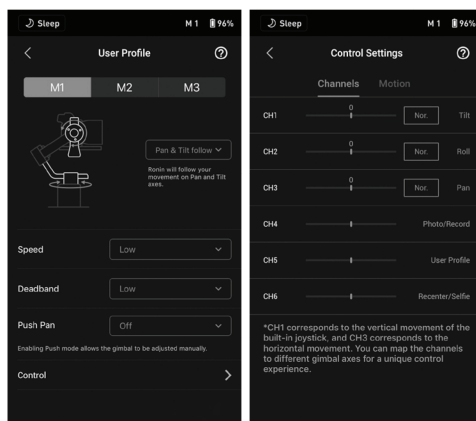 Sleep
M 1
96%
User Profile
M1
M2
M3
Pan & Tilt follow
Ronin will follow your
movement on Pan and Tilt
axes.
Speed
Low
Deadband
Low
Push Pan
Off
Enabling Push mode allows the gimbal to be adjusted manually.
Control
Sleep
M 1
96%
Control Settings
Channels
Motion
CH1
0
Nor.
Tilt
CH2
0
Nor.
Roll
CH3
0
Nor.
Pan
CH4
Photo/Record
CH5
User Profile
CH6
Recenter/Selfie
*CH1 corresponds to the vertical movement of the
built-in joystick, and CH3 corresponds to the
horizontal movement. You can map the channels
to different gimbal axes for a unique control
experience.